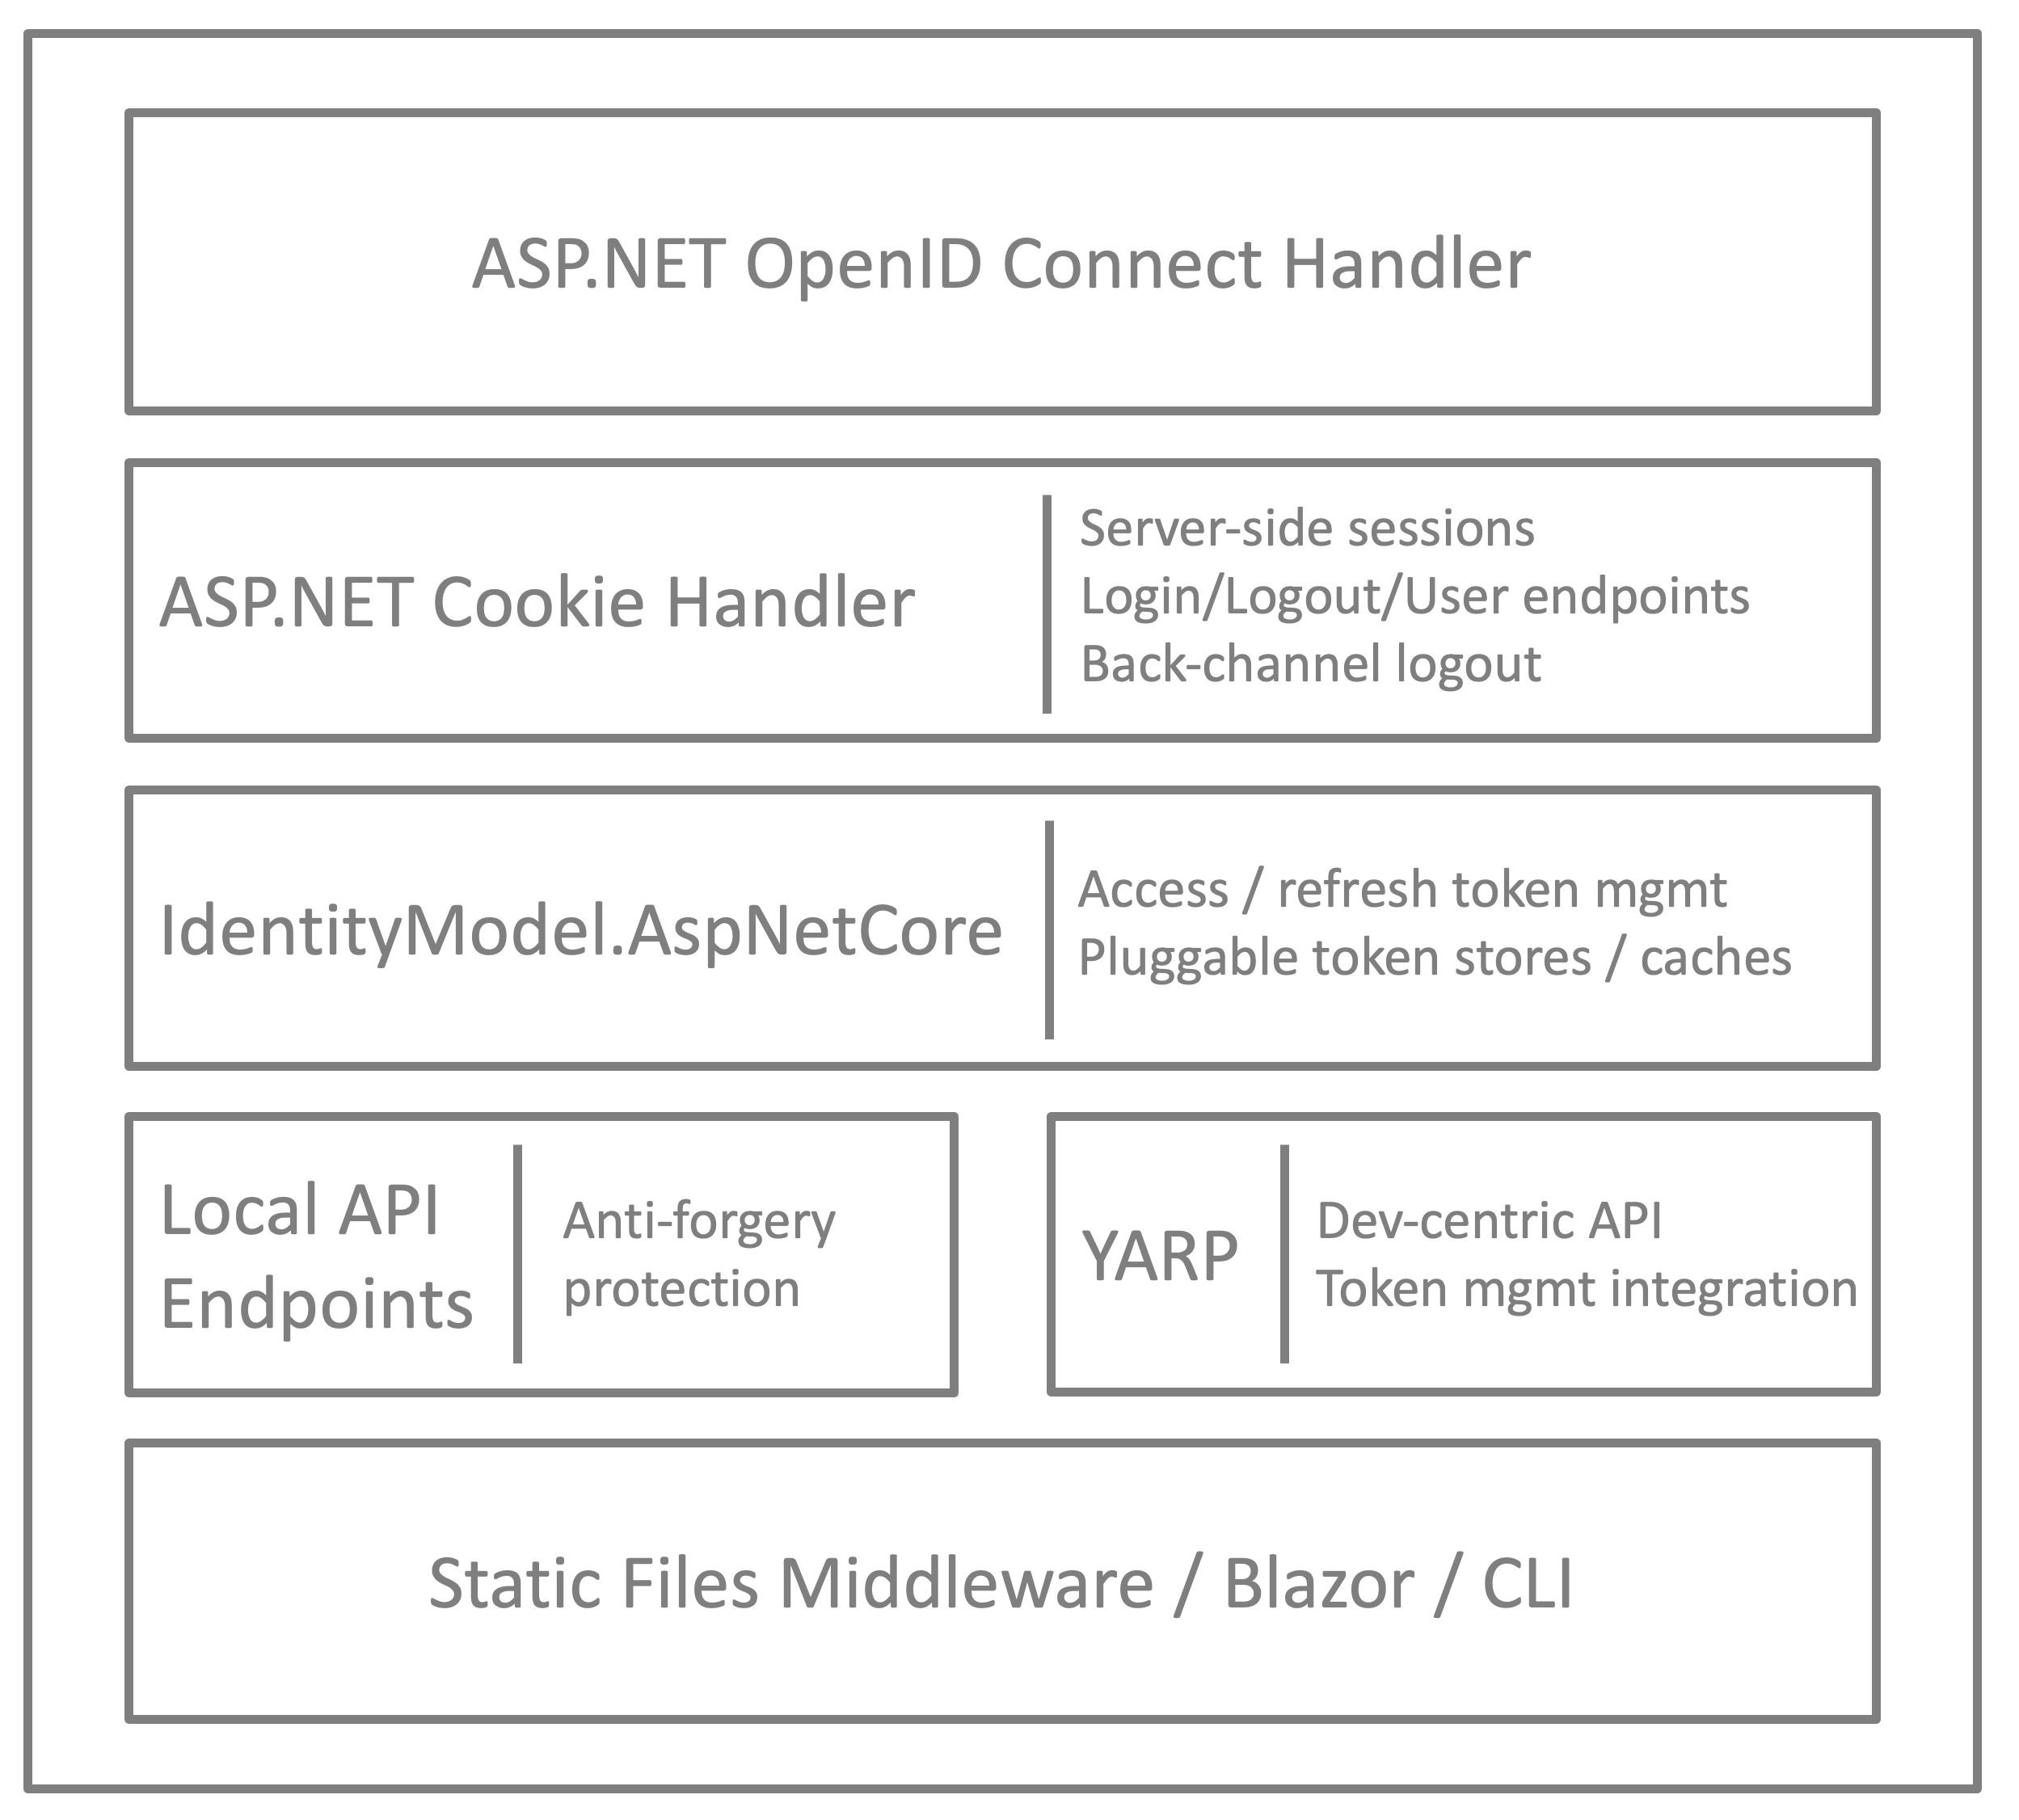 ASP.NET OpenID Connect Handler
ASP.NET Cookie Handler
Server-side sessions
Login/Logout/User endpoints
Back-channel logout
IdentityModel.AspNetCore
Access / refresh token mgmt
Pluggable token stores / caches
Local API
Endpoints
Anti-forgery
protection
YARP
Dev-centric API
Token mgmt integration
Static Files Middleware / Blazor / CLI